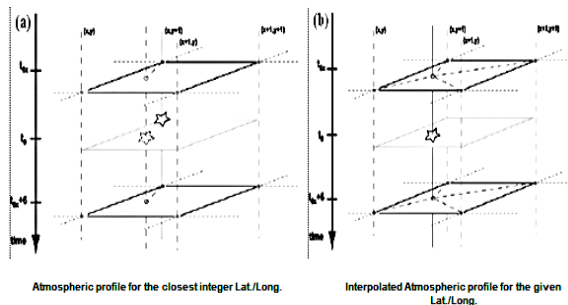 (a)
(x,y)
(x,y+1)
(x+1,y)
(x+1,y+1)
time
Atmospheric profile for the closest integer Lat./Long.
(b)
(x,y)
(x,y+1)
(x+1,y)
(x+1,y+1)
time
Interpolated Atmospheric profile for the given
Lat./Long.